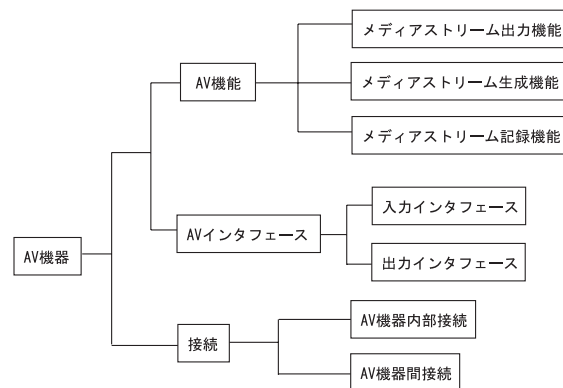 メディアストリーム出力機能
AV機能
メディアストリーム生成機能
メディアストリーム記録機能
入力インタフェース
AVインタフェース
AV機器
出力インタフェース
AV機器内部接続
接続
AV機器間接続